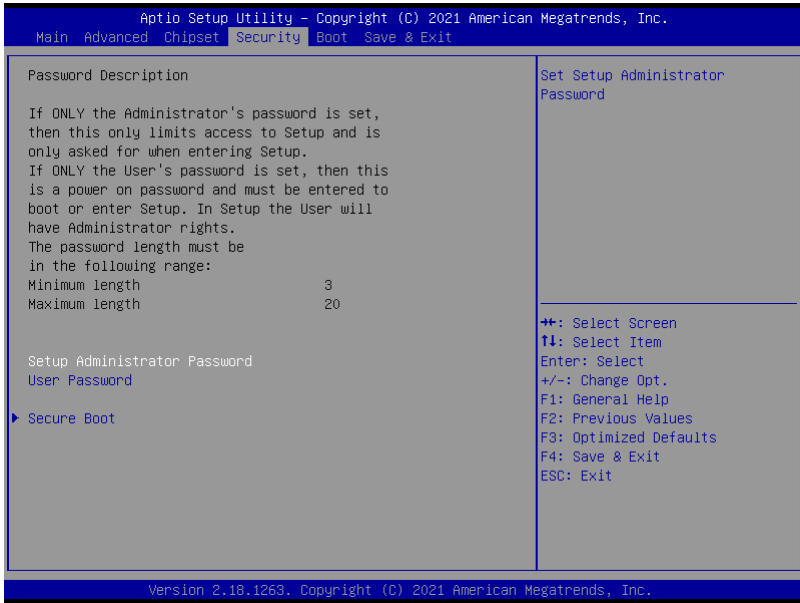 Aptio Setup Utility – Copyright (C) 2021 American Megatrends, Inc.
Main Advanced Chipset Security Boot Save & Exit
Password Description
If ONLY the Administrator's password is set,
then this only limits access to Setup and is
only asked for when entering Setup.
If ONLY the User's password is set, then this
is a power on password and must be entered to
boot or enter Setup. In Setup the User will
have Administrator rights.
The password length must be
in the following range:
Minimum length 3
Maximum length 20
Setup Administrator Password
User Password
Secure Boot
Set Setup Administrator
Password
→←: Select Screen
↑↓: Select Item
Enter: Select
+/-: Change Opt.
F1: General Help
F2: Previous Values
F3: Optimized Defaults
F4: Save & Exit
ESC: Exit
Version 2.18.1263. Copyright (C) 2021 American Megatrends, Inc.